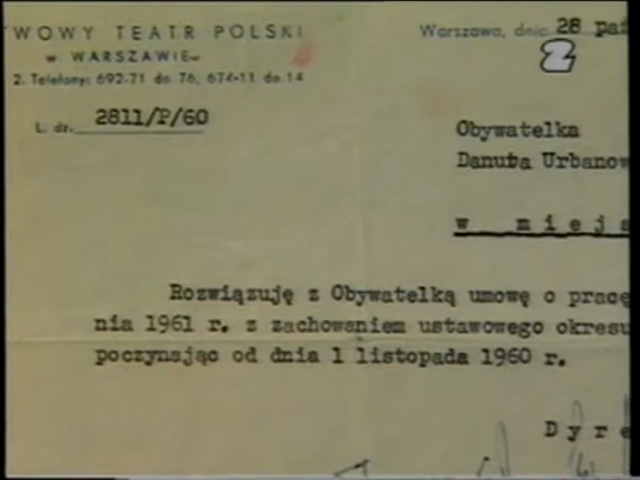 WOWY TEATR POLSKI
w WARSZAWIE
2. Telefony: 692-71 do 76, 674-11 do 14
Warszawa, dnia 28 paź
2
L. dz. 2811/P/60
Obywatelka
Danuta Urbanow
w miejs
Rozwiązuję z Obywatelką umowę o pracę
nia 1961 r. z zachowaniem ustawowego okresu
poczynając od dnia 1 listopada 1960 r.
Dyre